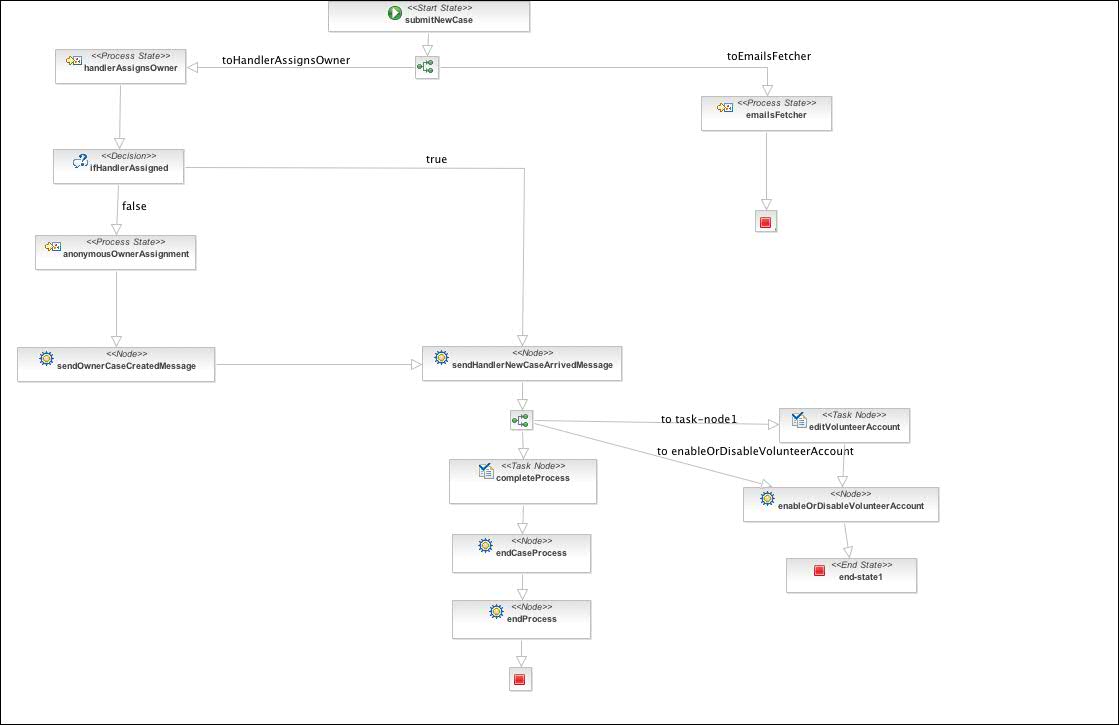 <<Start State>>
submitNewCase
toHandlerAssignsOwner
toEmailsFetcher
<<Process State>>
handlerAssignsOwner
<<Process State>>
emailsFetcher
<<Decision>>
ifHandlerAssigned
true
false
<<Process State>>
anonymousOwnerAssignment
<<Node>>
sendOwnerCaseCreatedMessage
<<Node>>
sendHandlerNewCaseArrivedMessage
to task-node1
<<Task Node>>
editVolunteerAccount
to enableOrDisableVolunteerAccount
<<Task Node>>
completeProcess
<<Node>>
enableOrDisableVolunteerAccount
<<Node>>
endCaseProcess
<<End State>>
end-state1
<<Node>>
endProcess